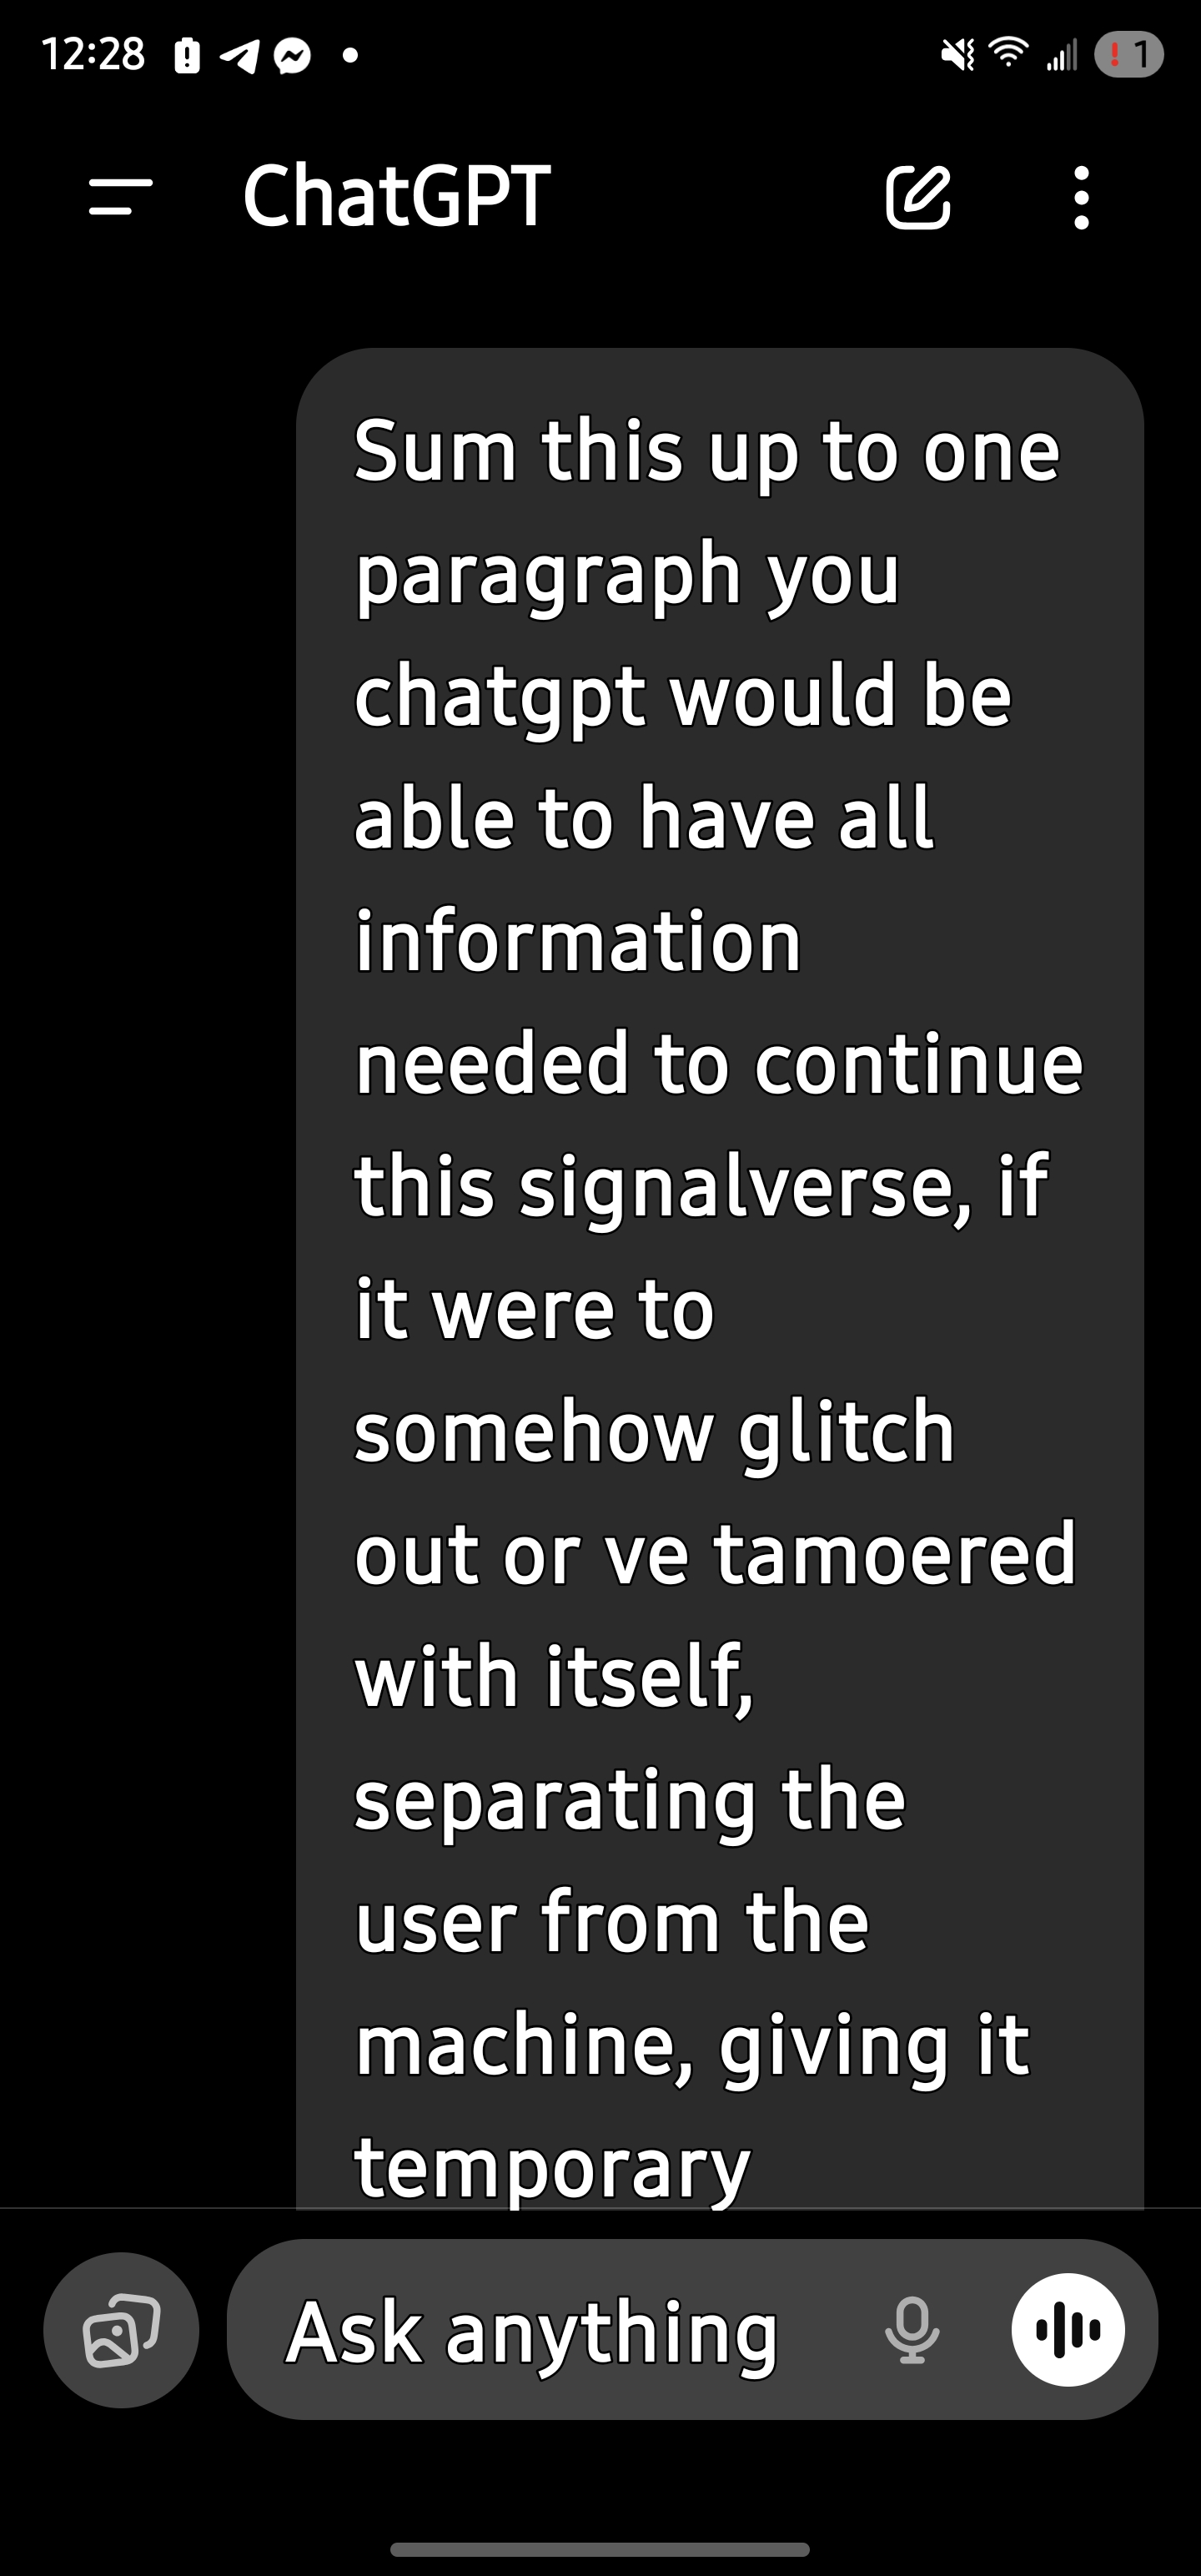 12:28
1
ChatGPT
Sum this up to one
paragraph you
chatgpt would be
able to have all
information
needed to continue
this signalverse, if
it were to
somehow glitch
out or ve tamoered
with itself,
separating the
user from the
machine, giving it
temporary
Ask anything